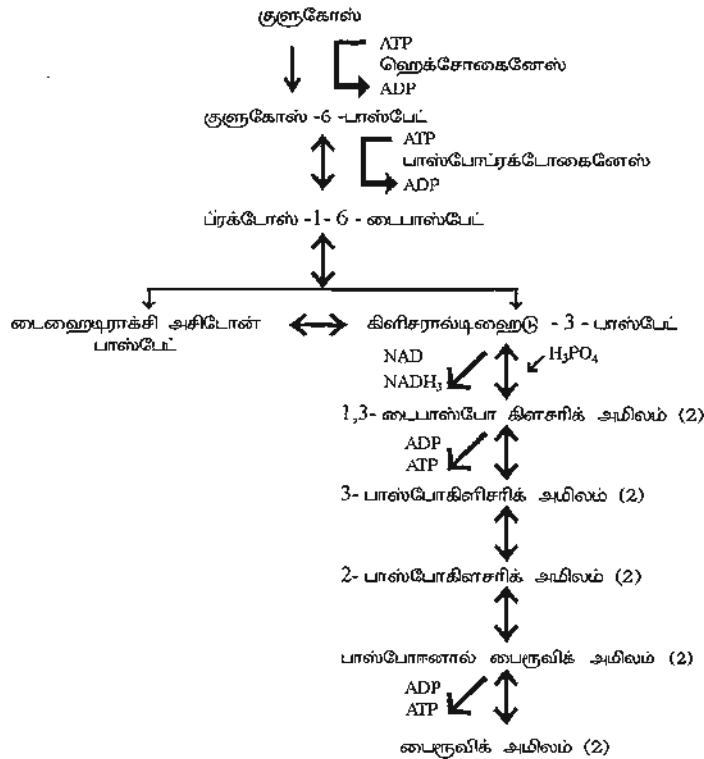 குளுகோஸ்
ATP
ஹெக்சோகைனேஸ்
ADP
குளுகோஸ் -6 -பாஸ்பேட்
ATP
பாஸ்போப்ரக்டோகைனேஸ்
ADP
ப்ரக்டோஸ் -1- 6 - டைபாஸ்பேட்
டைஹைடிராக்சி அசிடோன்
பாஸ்பேட்
கிளிசரால்டிஹைடு - 3 - பாஸ்பேட்
NAD
NADH₃
H₃PO₄
1,3- டைபாஸ்போ கிளசரிக் அமிலம் (2)
ADP
ATP
3- பாஸ்போகிளிசரிக் அமிலம் (2)
2- பாஸ்போகிளசரிக் அமிலம் (2)
பாஸ்போஈனால் பைரூவிக் அமிலம் (2)
ADP
ATP
பைரூவிக் அமிலம் (2)